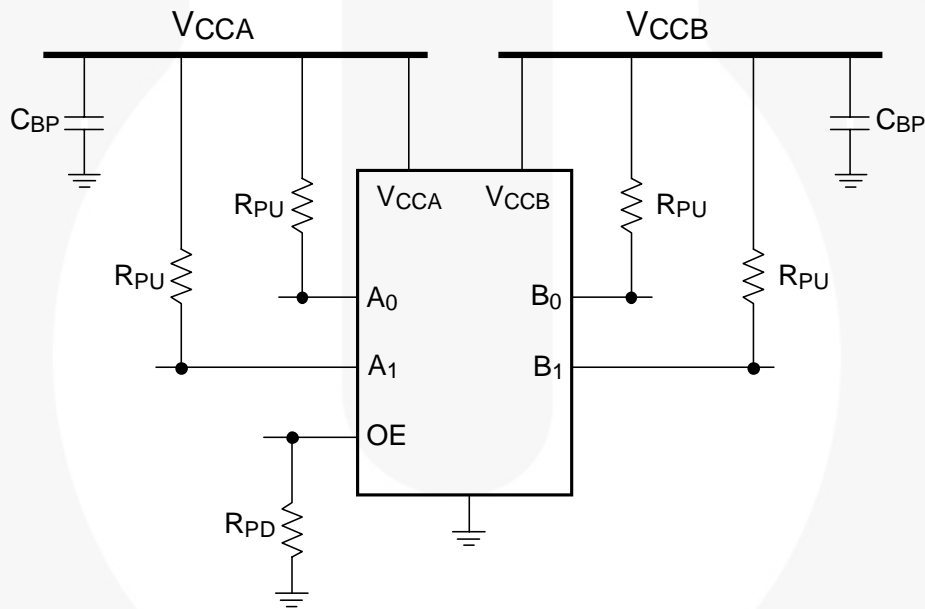 VCCA VCCB
CBP CBP
RPU VCCA VCCB RPU
RPU RPU
A0 B0
A1 B1
OE
RPD